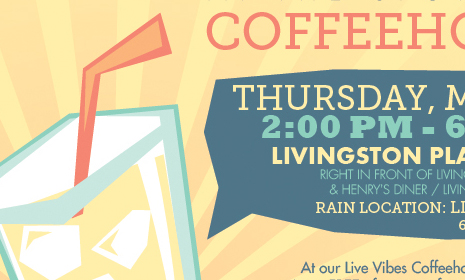 COFFEEHO
THURSDAY, M
2:00 PM - 6
LIVINGSTON PLA
RIGHT IN FRONT OF LIVING
& HENRY'S DINER / LIVIN
RAIN LOCATION: LI
6
At our Live Vibes Coffeeho